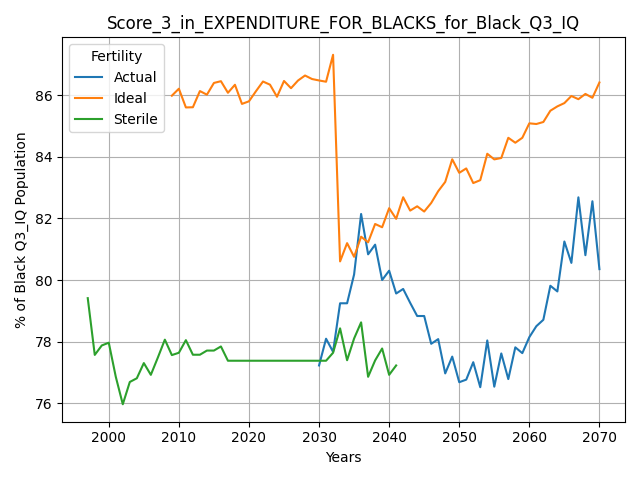 Score_3_in_EXPENDITURE_FOR_BLACKS_for_Black_Q3_IQ
Fertility
Actual
Ideal
Sterile
% of Black Q3_IQ Population
86
84
82
80
78
76
2000
2010
2020
2030
2040
2050
2060
2070
Years